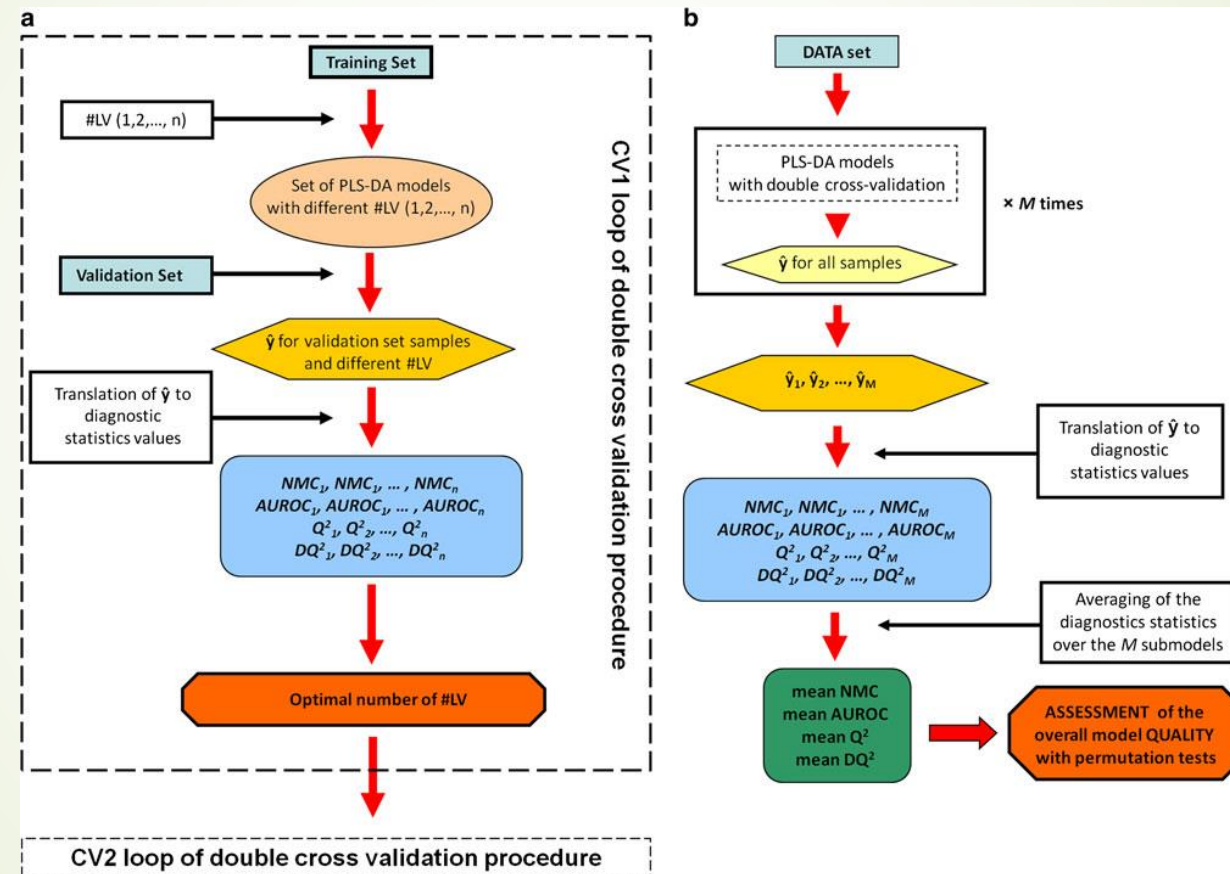 a
Training Set
#LV (1,2,..., n)
Set of PLS-DA models
with different #LV (1,2,..., n)
Validation Set
ŷ for validation set samples
and different #LV
Translation of ŷ to
diagnostic
statistics values
NMC₁, NMC₁, ... , NMCₙ
AUROC₁, AUROC₁, ... , AUROCₙ
Q²₁, Q²₂, ..., Q²ₙ
DQ²₁, DQ²₂, ..., DQ²ₙ
Optimal number of #LV
CV1 loop of double cross validation procedure
CV2 loop of double cross validation procedure
b
DATA set
PLS-DA models
with double cross-validation
ŷ for all samples
× M times
ŷ₁, ŷ₂, ..., ŷM
Translation of ŷ to
diagnostic
statistics values
NMC₁, NMC₁, ... , NMCM
AUROC₁, AUROC₁, ... , AUROCM
Q²₁, Q²₂, ..., Q²M
DQ²₁, DQ²₂, ..., DQ²M
Averaging of the
diagnostics statistics
over the M submodels
mean NMC
mean AUROC
mean Q²
mean DQ²
ASSESSMENT of the
overall model QUALITY
with permutation tests